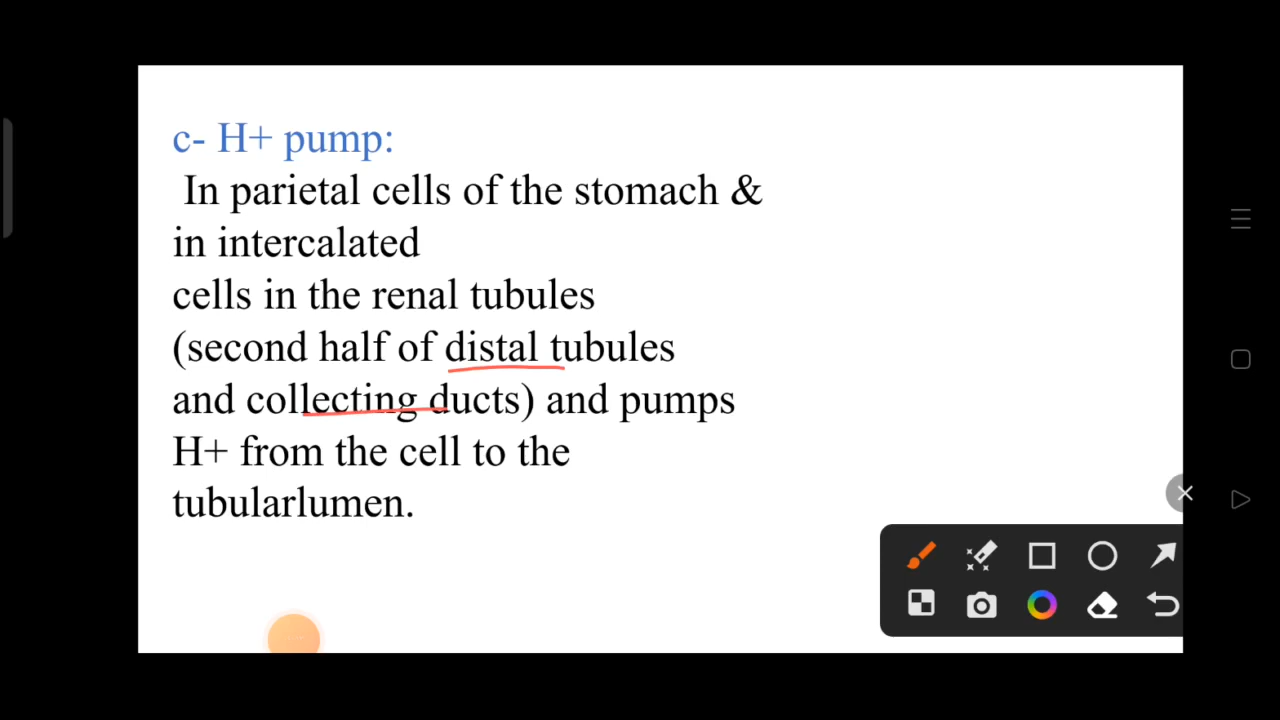 c- H+ pump:
In parietal cells of the stomach &
in intercalated
cells in the renal tubules
(second half of distal tubules
and collecting ducts) and pumps
H+ from the cell to the
tubularlumen.